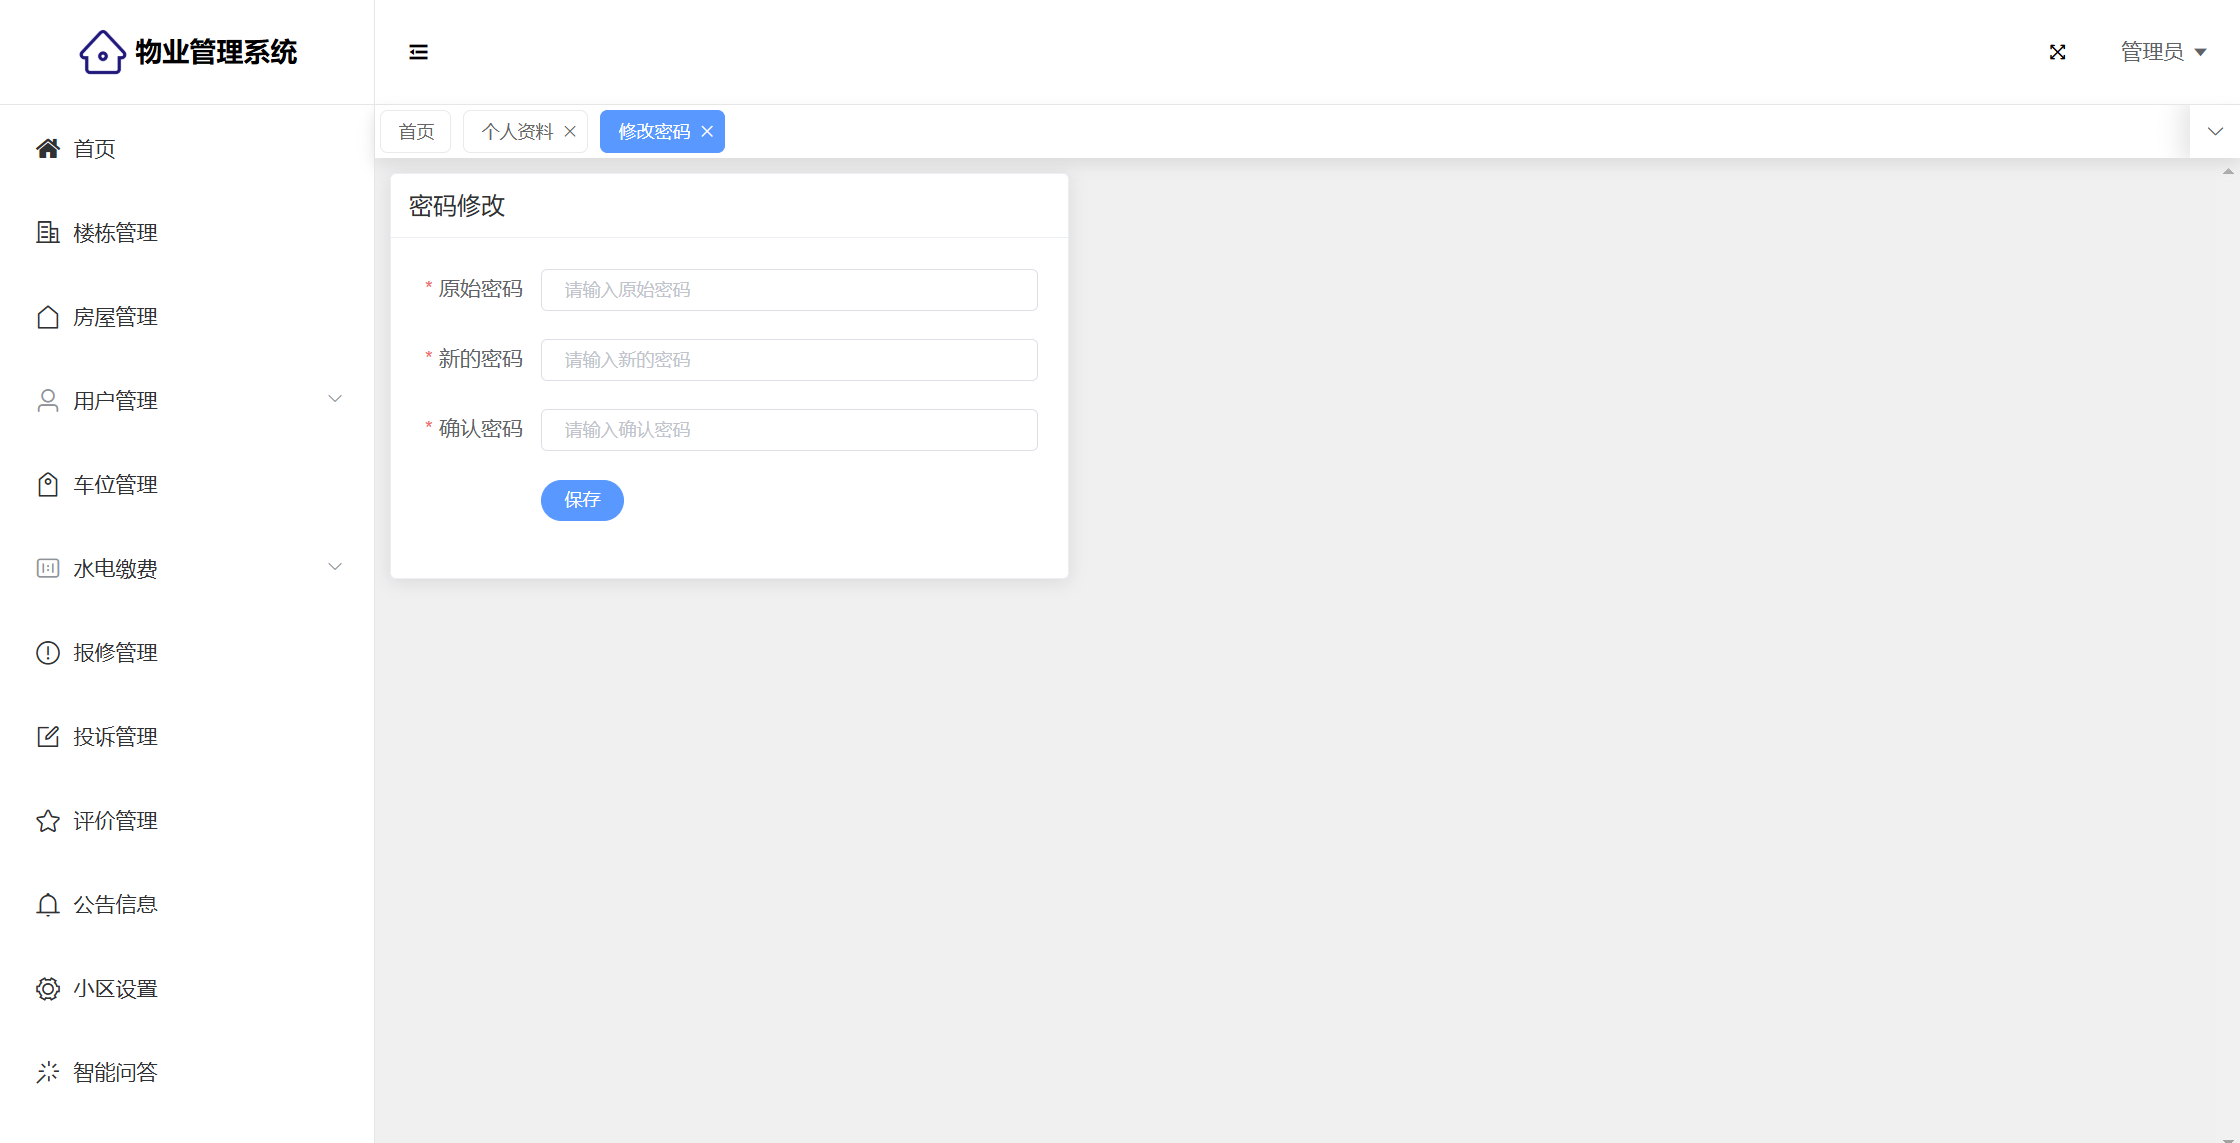 物业管理系统
管理员
首页
个人资料
修改密码
首页
楼栋管理
房屋管理
用户管理
车位管理
水电缴费
报修管理
投诉管理
评价管理
公告信息
小区设置
智能问答
密码修改
* 原始密码 请输入原始密码
* 新的密码 请输入新的密码
* 确认密码 请输入确认密码
保存